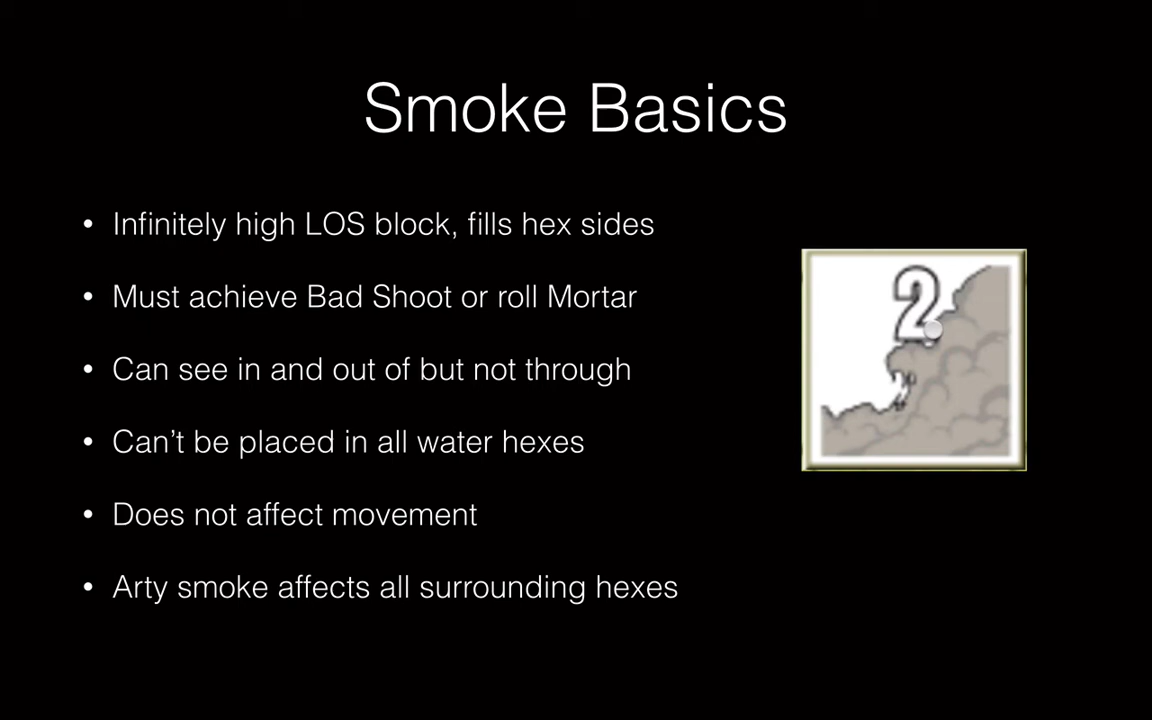 Smoke Basics
• Infinitely high LOS block, fills hex sides
• Must achieve Bad Shoot or roll Mortar
• Can see in and out of but not through
• Can’t be placed in all water hexes
• Does not affect movement
• Arty smoke affects all surrounding hexes
2